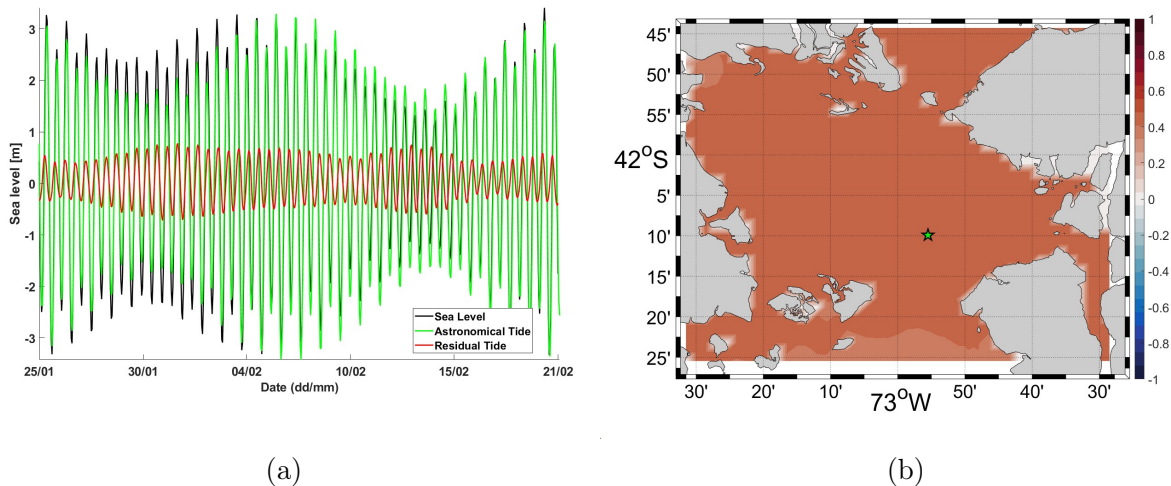 3
2
1
0
-1
-2
-3
Sea level [m]
25/01 30/01 04/02 10/02 15/02 21/02
Date (dd/mm)
Sea Level
Astronomical Tide
Residual Tide
(a)
45'
50'
55'
42°S
5'
10'
15'
20'
25'
30' 20' 10' 73°W 50' 40' 30'
1
0.8
0.6
0.4
0.2
0
-0.2
-0.4
-0.6
-0.8
-1
(b)